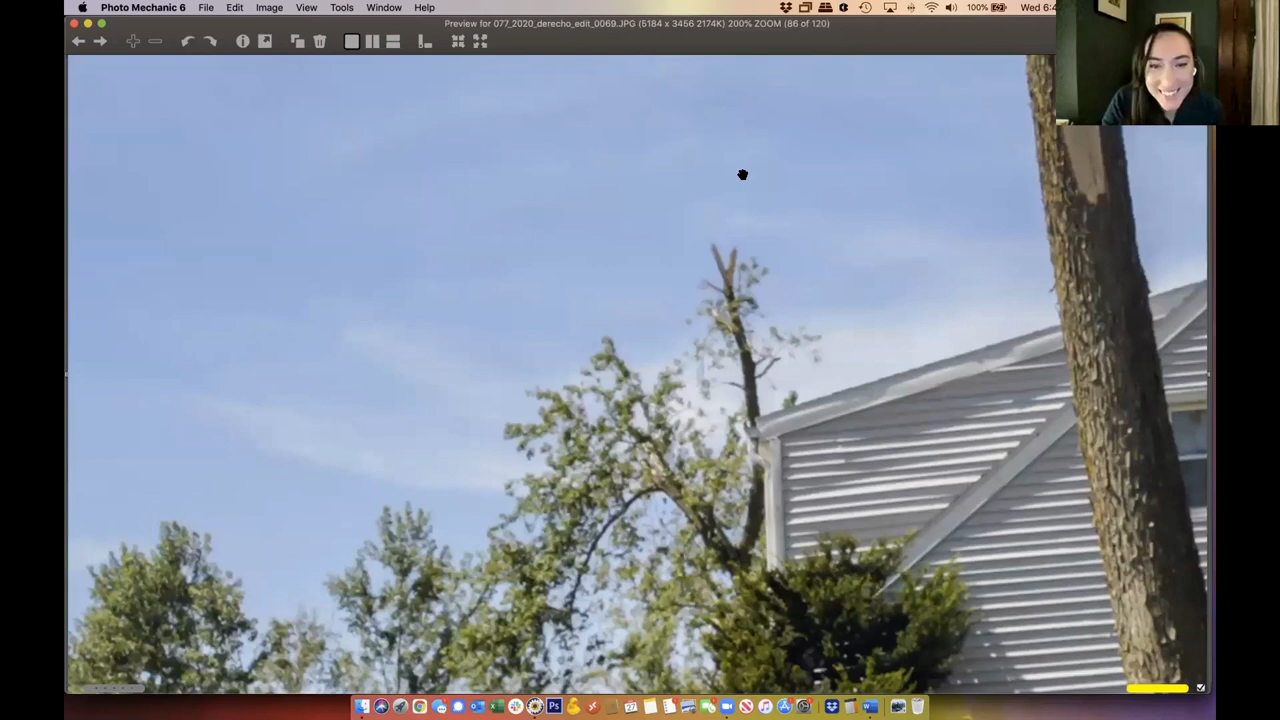 Photo Mechanic 6 File Edit Image View Tools Window Help 100% Wed 6:4
Preview for 077_2020_derecho_edit_0069.JPG (5184 x 3456 2174K) 200% ZOOM (86 of 120)